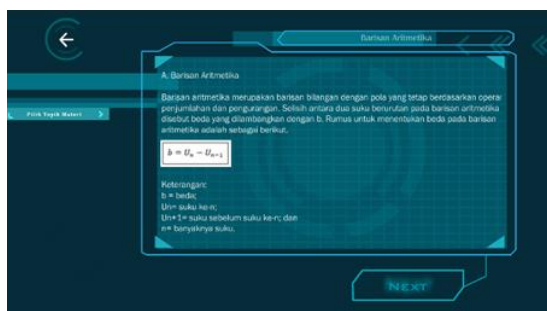 Barisan Aritmetika
A. Barisan Aritmetika
Barisan aritmetika merupakan barisan bilangan dengan pola yang tetap berdasarkan operasi
penjumlahan dan pengurangan. Selisih antara dua suku berurutan pada barisan aritmetika
disebut beda yang dilambangkan dengan b. Rumus untuk menentukan beda pada barisan
aritmetika adalah sebagai berikut.
b = Uₙ − Uₙ₊₁
Pilih Topik Materi
Keterangan:
b = beda;
Un= suku ke-n;
Un+1= suku sebelum suku ke-n; dan
n= banyaknya suku.
NEXT